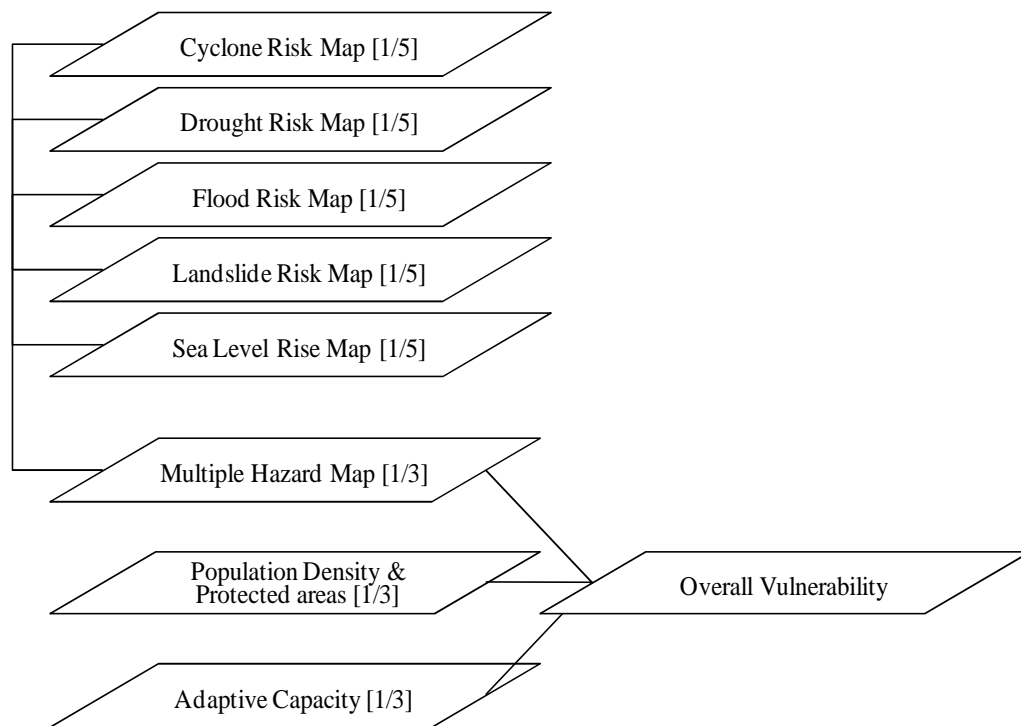 Cyclone Risk Map [1/5]
Drought Risk Map [1/5]
Flood Risk Map [1/5]
Landslide Risk Map [1/5]
Sea Level Rise Map [1/5]
Multiple Hazard Map [1/3]
Population Density &
Protected areas [1/3]
Overall Vulnerability
Adaptive Capacity [1/3]